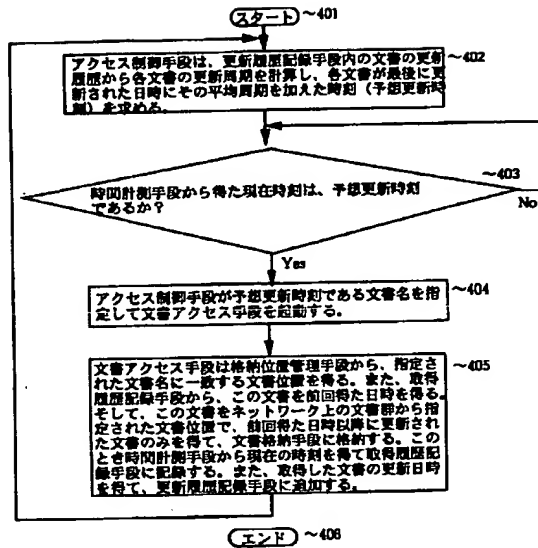 スタート ～401
アクセス制御手段は、更新履歴記録手段内の文書の更新
履歴から各文書の更新周期を計算し、各文書が最後に更
新された日時にその平均周期を加えた時刻（予想更新時
刻）を求める。
～402
～403
時間計測手段から得た現在時刻は、予想更新時刻
であるか？
No
Yes
アクセス制御手段が予想更新時刻である文書名を指
定して文書アクセス手段を起動する。
～404
文書アクセス手段は格納位置管理手段から、指定さ
れた文書名に一致する文書位置を得る。また、取得
履歴記録手段から、この文書を前回得た日時を得る。
そして、この文書をネットワーク上の文書群から指
定された文書位置で、前回得た日時以降に更新され
た文書のみを得て、文書格納手段に格納する。この
とき時間計測手段から現在の時刻を得て取得履歴記
録手段に記録する。また、取得した文書の更新日時
を得て、更新履歴記録手段に追加する。
～405
エンド ～406